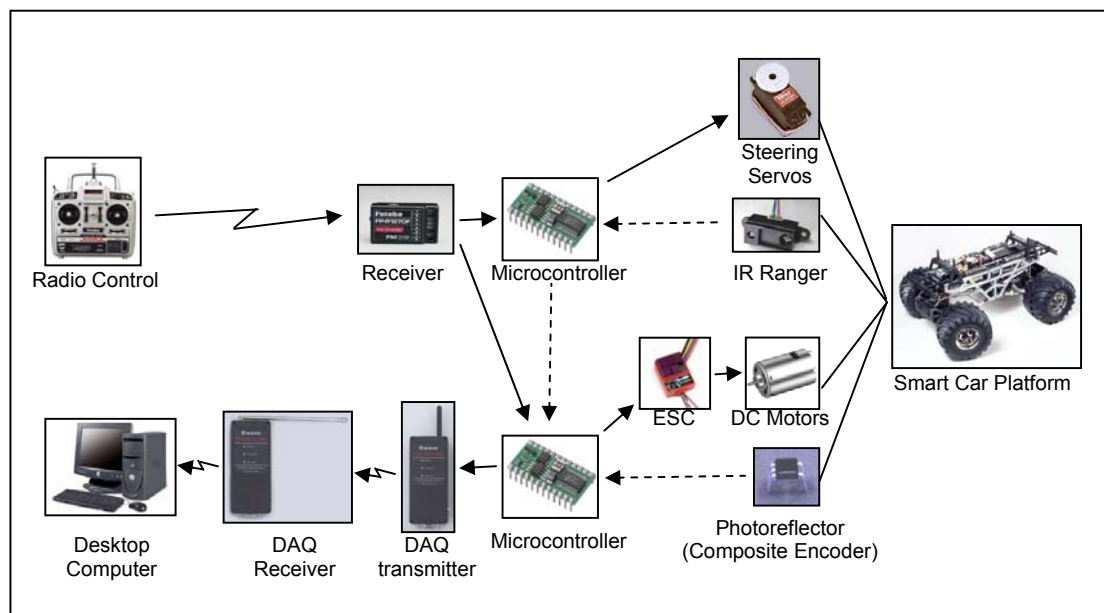 Steering
Servos
Radio Control
Futaba
Receiver
Microcontroller
IR Ranger
Smart Car Platform
ESC
DC Motors
Desktop
Computer
DAQ
Receiver
DAQ
transmitter
Microcontroller
Photoreflector
(Composite Encoder)